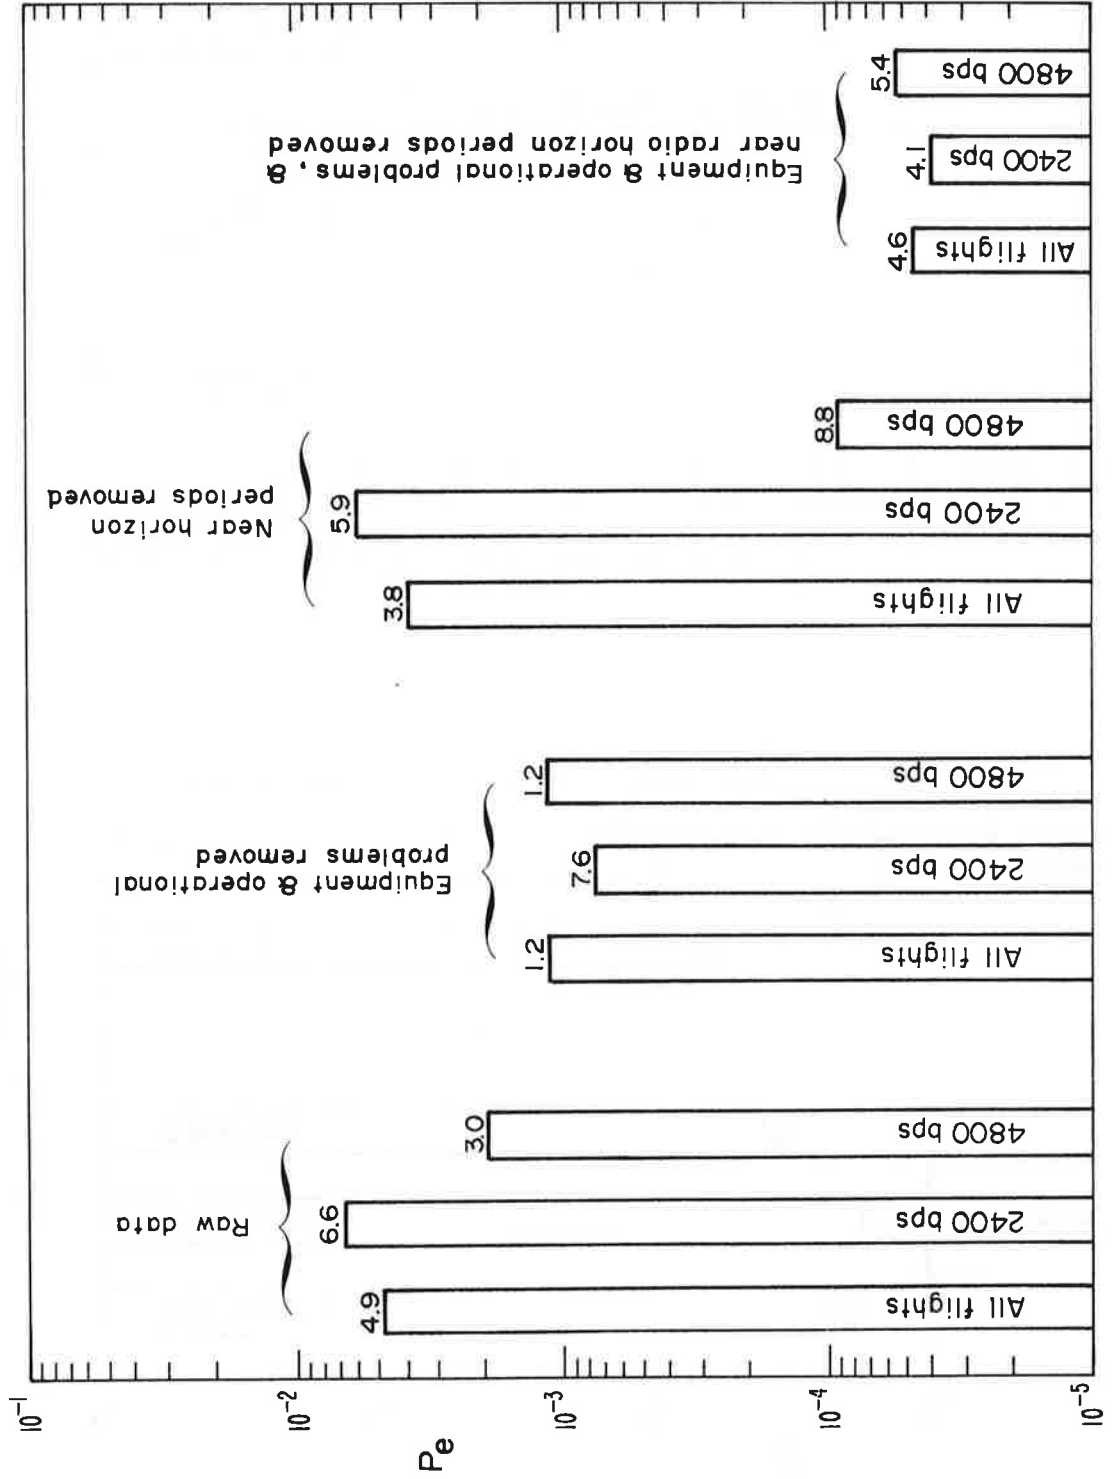 Pe
10-1
10-2
10-3
10-4
10-5
Raw data
4.9
6.6
3.0
All flights
2400 bps
4800 bps
Equipment & operational
problems removed
1.2
7.6
1.2
All flights
2400 bps
4800 bps
Near horizon
periods removed
3.8
5.9
8.8
All flights
2400 bps
4800 bps
Equipment & operational problems, &
near radio horizon periods removed
4.6
4.1
5.4
All flights
2400 bps
4800 bps